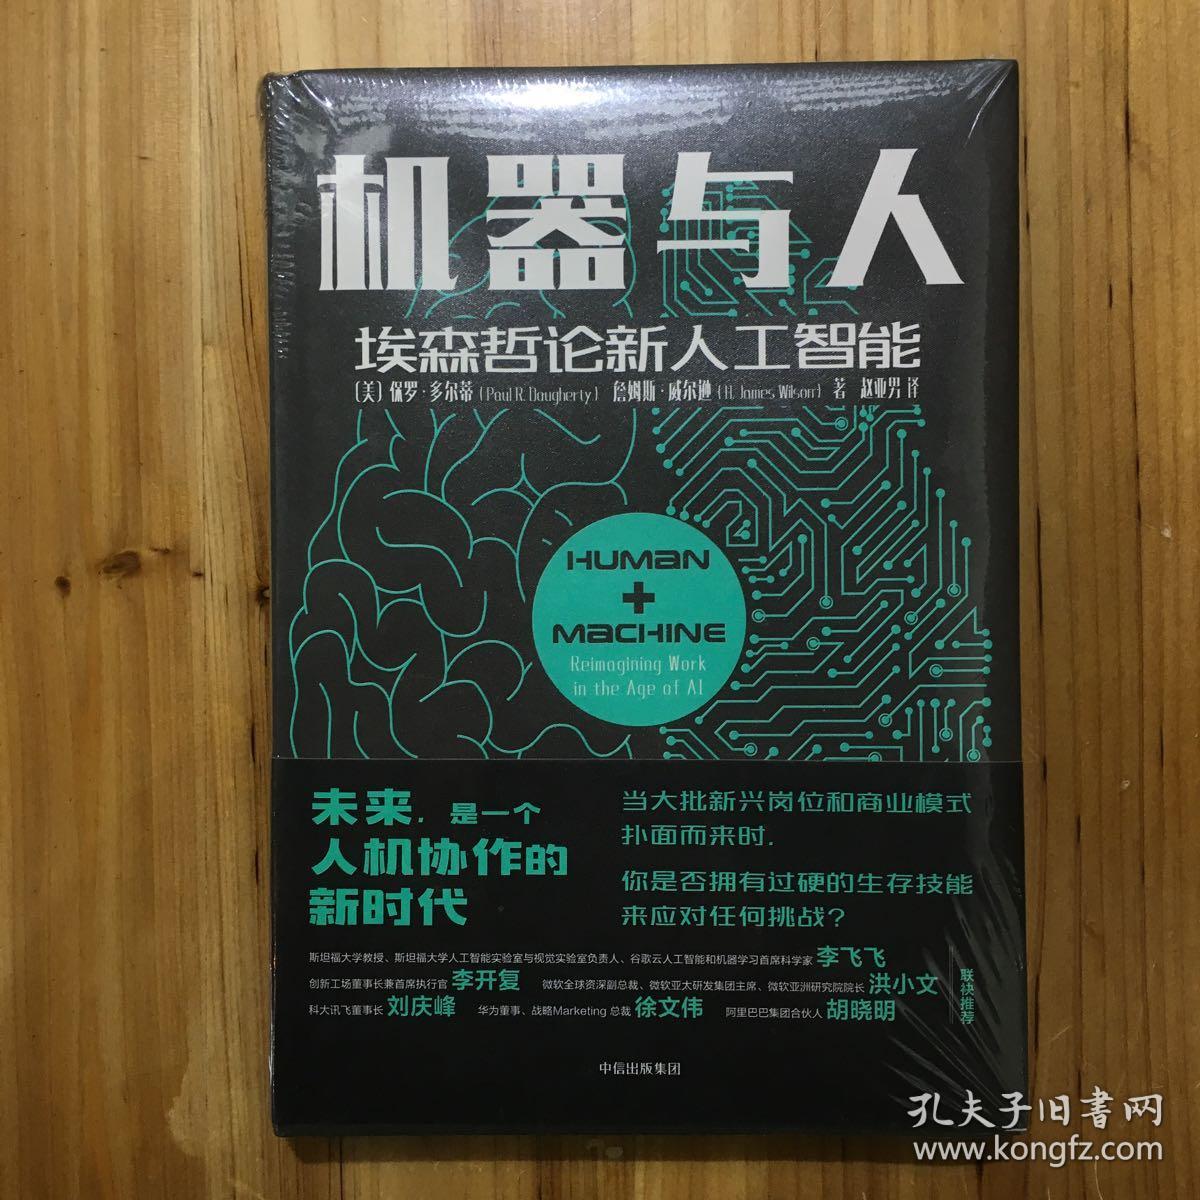 机器与人
埃森哲论新人工智能
〔美〕保罗·多尔蒂(Paul R. Daugherty) 詹姆斯·威尔逊(H. James Wilson) 著 赵亚男 译
HUMAN
+
MACHINE
Reimagining Work
in the Age of AI
未来，是一个
人机协作的
新时代
当大批新兴岗位和商业模式
扑面而来时，
你是否拥有过硬的生存技能
来应对任何挑战？
斯坦福大学教授、斯坦福大学人工智能实验室与视觉实验室负责人、谷歌云人工智能和机器学习首席科学家 李飞飞
创新工场董事长兼首席执行官 李开复 微软全球资深副总裁、微软亚太研发集团主席、微软亚洲研究院院长 洪小文
科大讯飞董事长 刘庆峰 华为董事、战略Marketing 总裁 徐文伟 阿里巴巴集团合伙人 胡晓明
联袂推荐
中信出版集团
孔夫子旧書网
www.kongfz.com